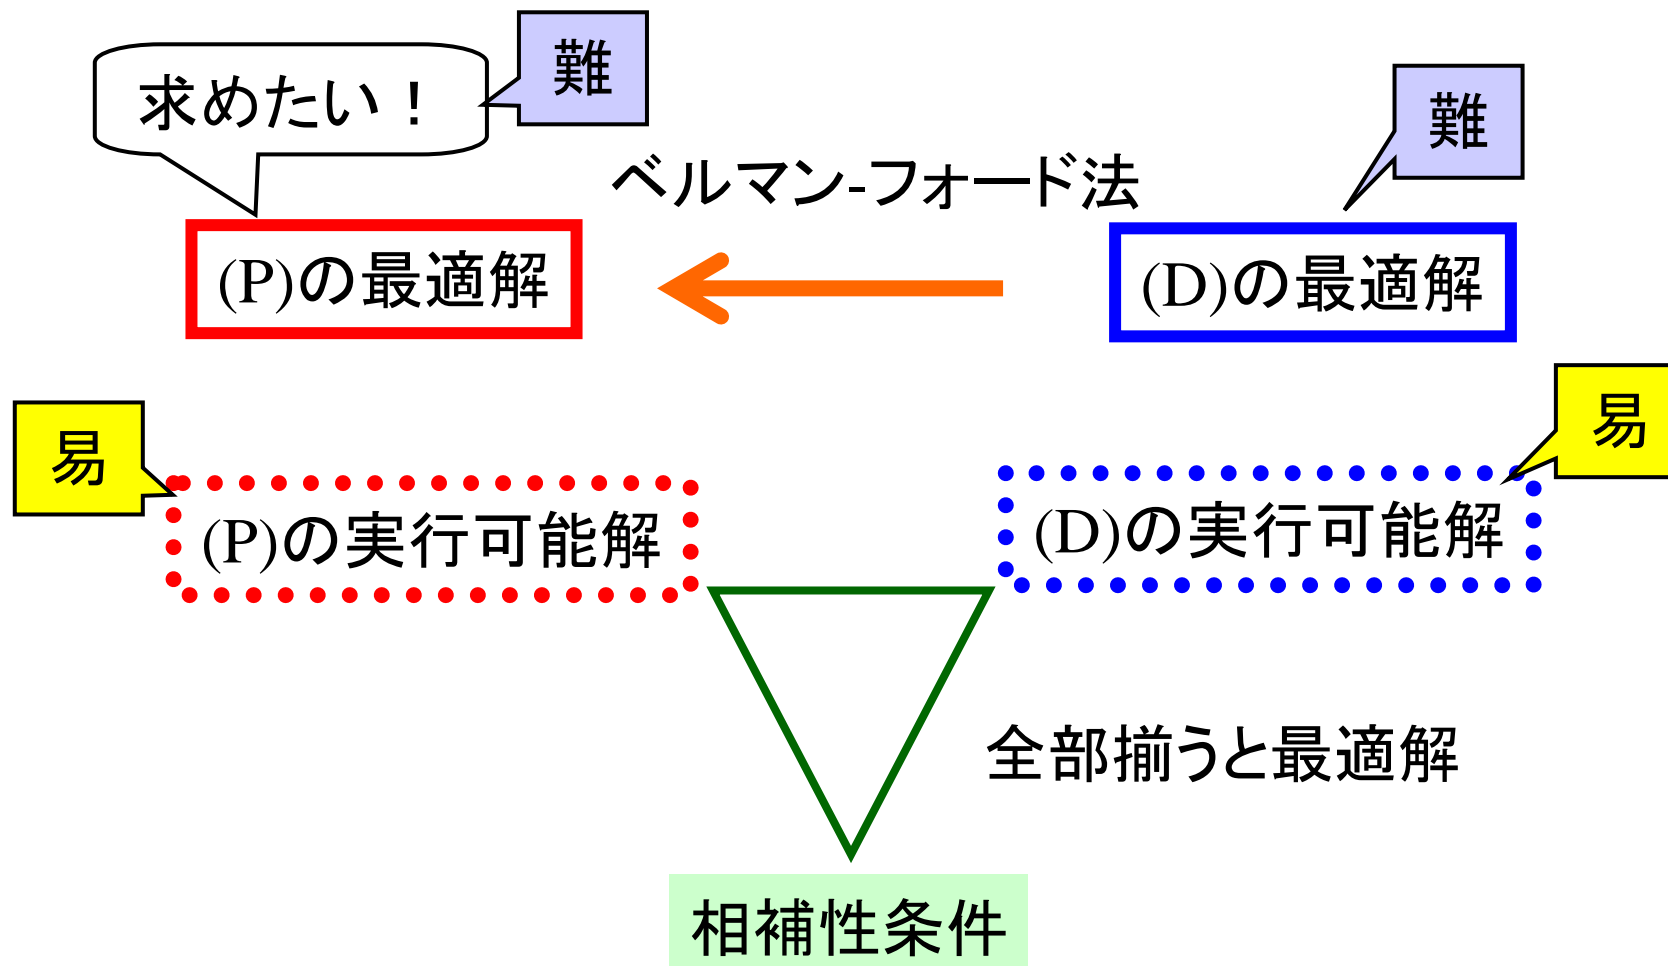 難
求めたい！
難
ベルマン-フォード法
(P)の最適解
(D)の最適解
易
易
(P)の実行可能解
(D)の実行可能解
全部揃うと最適解
相補性条件